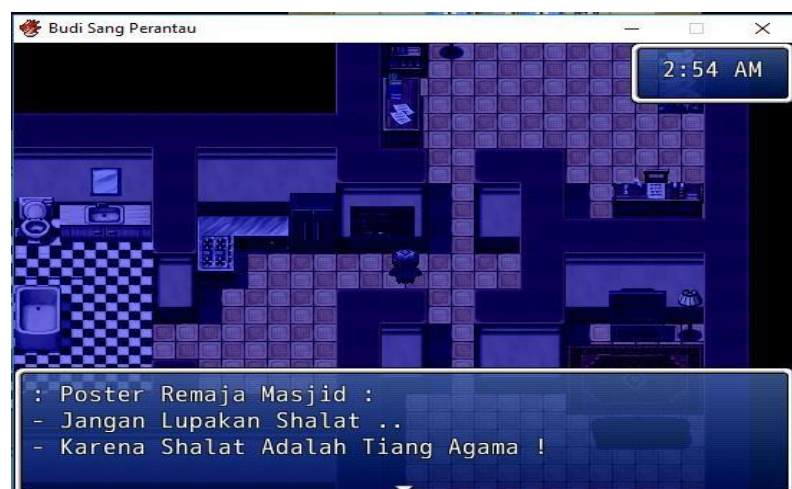 Budi Sang Perantau
2:54 AM
: Poster Remaja Masjid :
- Jangan Lupakan Shalat ..
- Karena Shalat Adalah Tiang Agama !